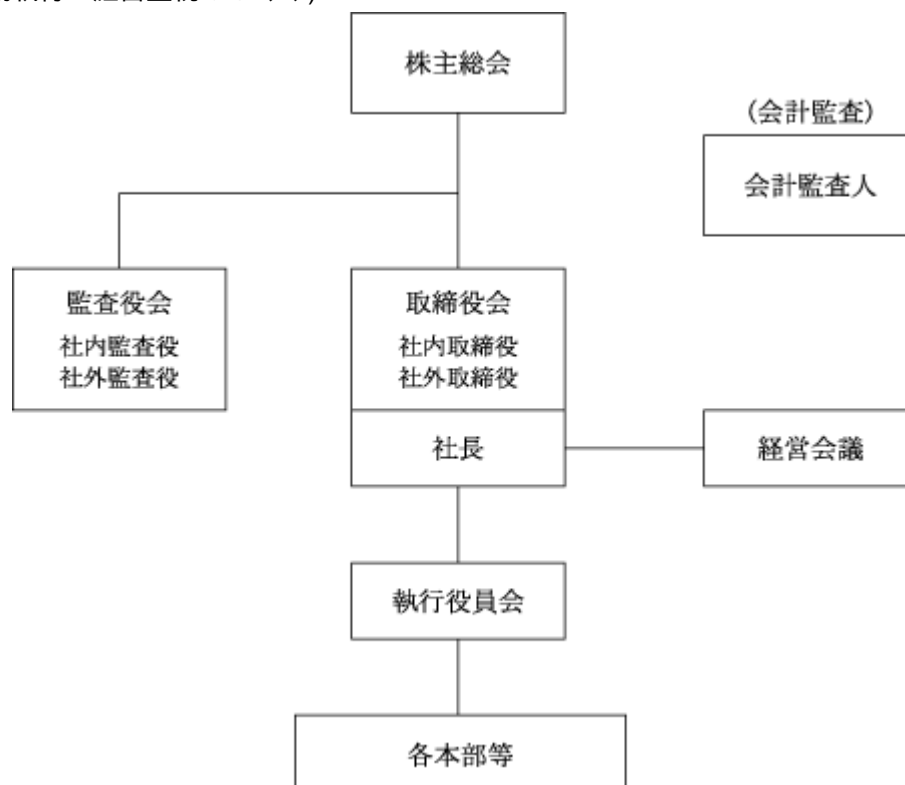 株主総会
(会計監査)
会計監査人
監査役会
社内監査役
社外監査役
取締役会
社内取締役
社外取締役
社長
経営会議
執行役員会
各本部等